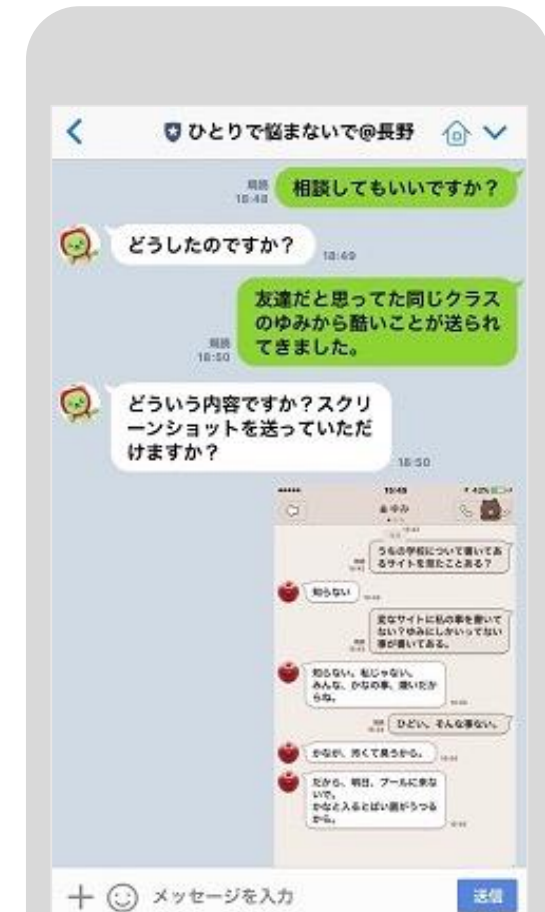 ひとりで悩まないで@長野
相談してもいいですか?
既読
18:48
どうしたのですか?
18:49
友達だと思ってた同じクラス
のゆみから酷いことが送られ
てきました。
既読
18:50
どういう内容ですか?スクリ
ーンショットを送っていただ
けますか?
18:50
ゆみ
うちの学校について書いてあ
るサイトを見たことある?
知らない
変なサイトに私の事を書いて
ない?ゆみにしかいってない
事が書いてある。
知らない。私じゃない。
みんな、かなの事、嫌いだか
らね。
ひどい、そんな事ない。
かなが、汚くて臭うから。
だから、明日、プールに来な
いで。
かなと入るとばい菌がうつる
から。
メッセージを入力
送信